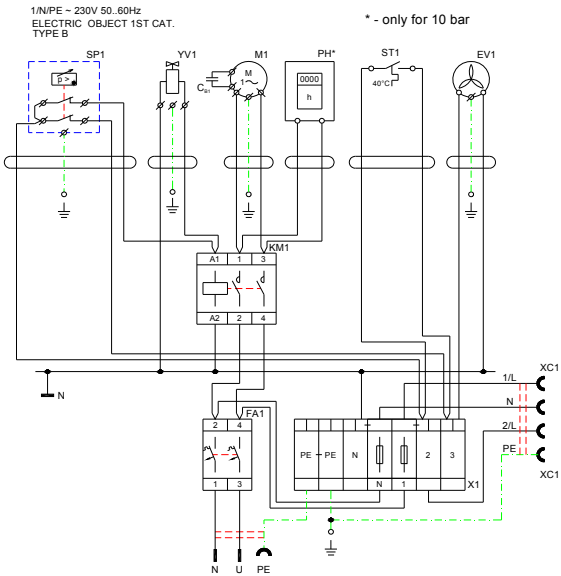 1/N/PE ~ 230V 50..60Hz
ELECTRIC OBJECT 1ST CAT.
TYPE B
* - only for 10 bar
SP1
YV1
M1
PH*
ST1
EV1
p >
CB1
M
1~
0000
h
40°C
KM1
A1 1 3
A2 2 4
N
XC1
1/L
N
2/L
PE
XC1
FA1
2 4
1 3
PE PE N 2 3
N 1
X1
N U PE